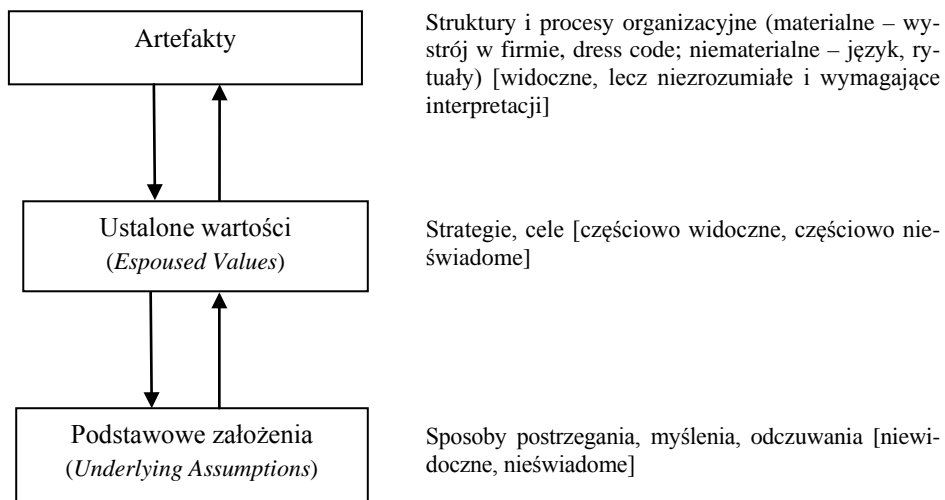 Artefakty
Struktury i procesy organizacyjne (materialne – wy-
strój w firmie, dress code; niematerialne – język, ry-
tuały) [widoczne, lecz niezrozumiałe i wymagające
interpretacji]
Ustalone wartości
(Espoused Values)
Strategie, cele [częściowo widoczne, częściowo nie-
świadome]
Podstawowe założenia
(Underlying Assumptions)
Sposoby postrzegania, myślenia, odczuwania [niewi-
doczne, nieświadome]